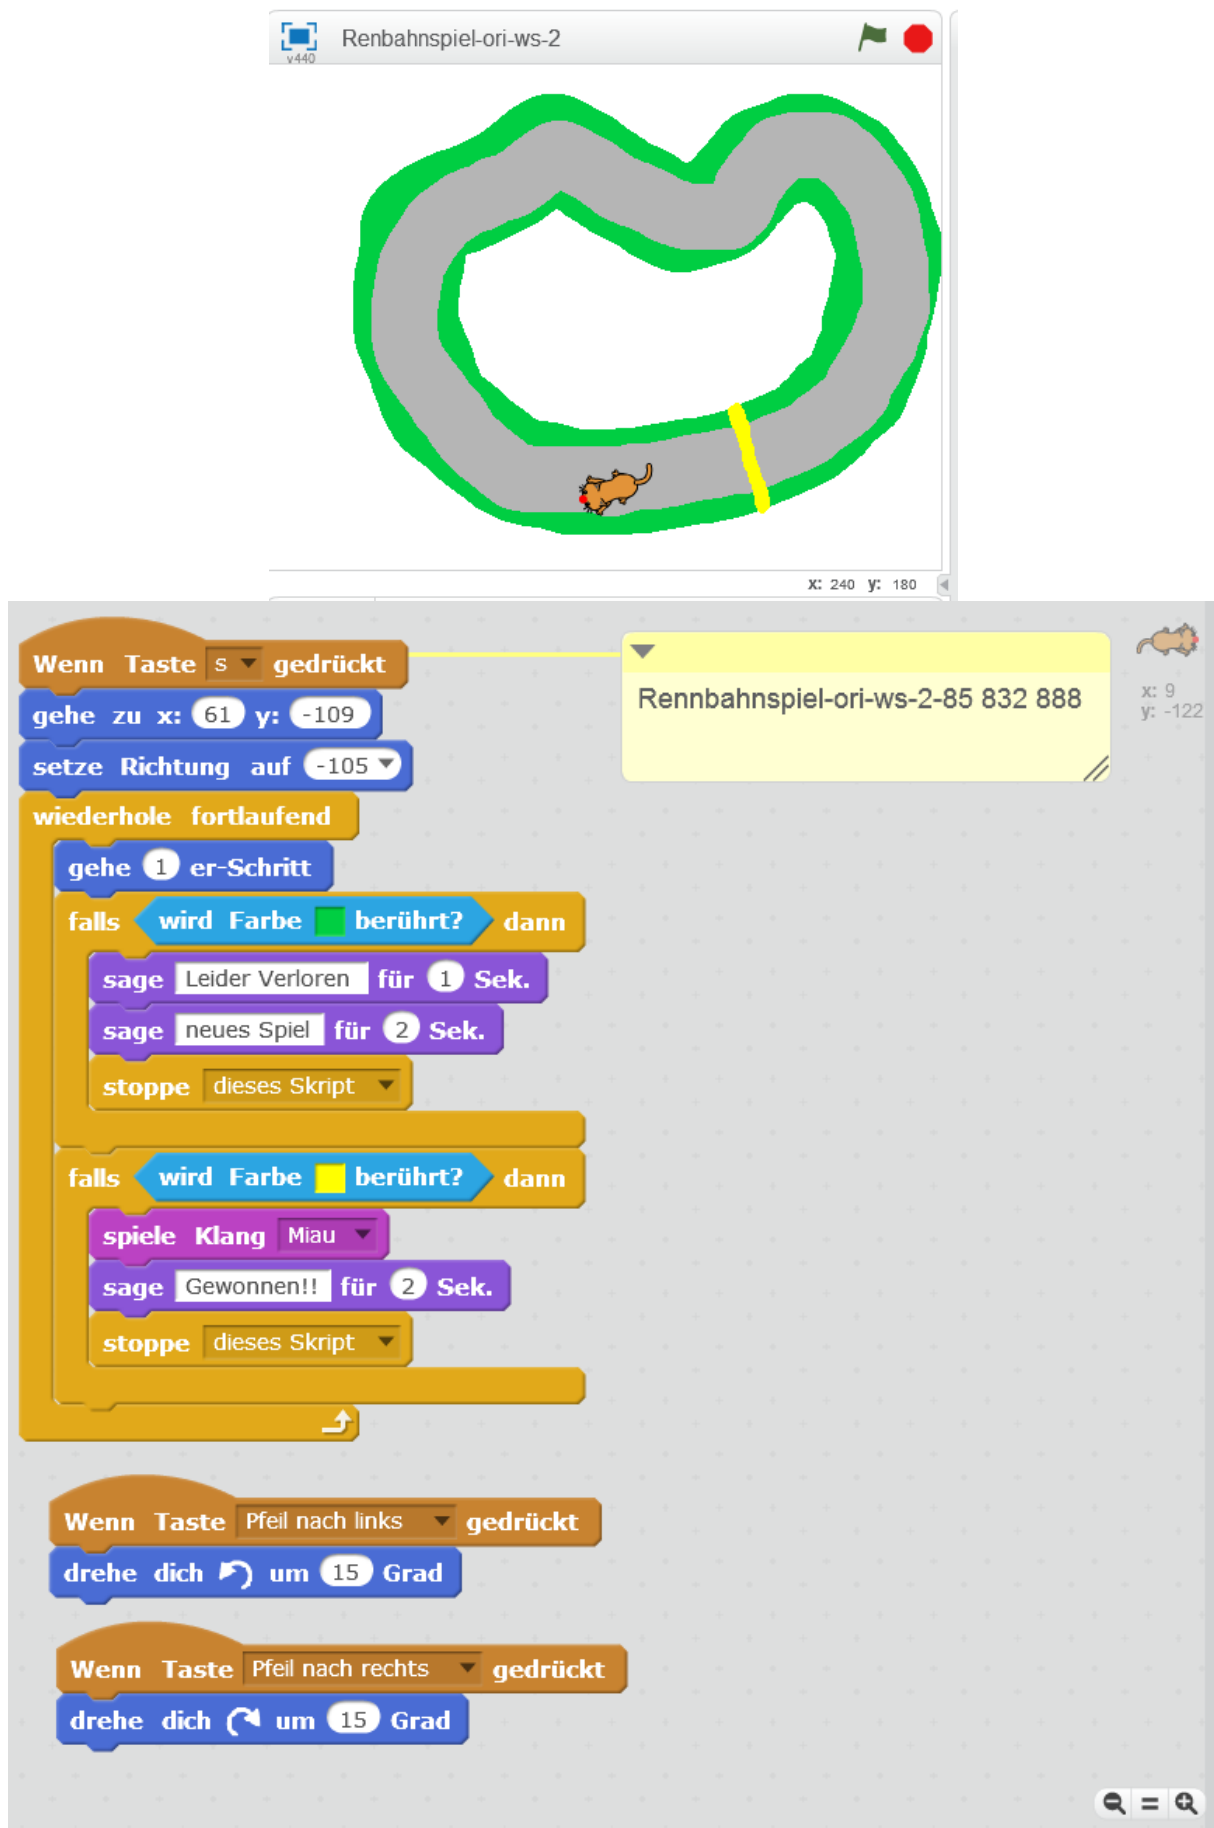 Renbahnspiel-ori-ws-2
v440
x: 240 y: 180
Wenn Taste s gedrückt
gehe zu x: 61 y: -109
setze Richtung auf -105
wiederhole fortlaufend
gehe 1 er-Schritt
falls wird Farbe berührt? dann
sage Leider Verloren für 1 Sek.
sage neues Spiel für 2 Sek.
stoppe dieses Skript
falls wird Farbe berührt? dann
spiele Klang Miau
sage Gewonnen!! für 2 Sek.
stoppe dieses Skript
Rennbahnspiel-ori-ws-2-85 832 888
x: 9
y: -122
Wenn Taste Pfeil nach links gedrückt
drehe dich um 15 Grad
Wenn Taste Pfeil nach rechts gedrückt
drehe dich um 15 Grad